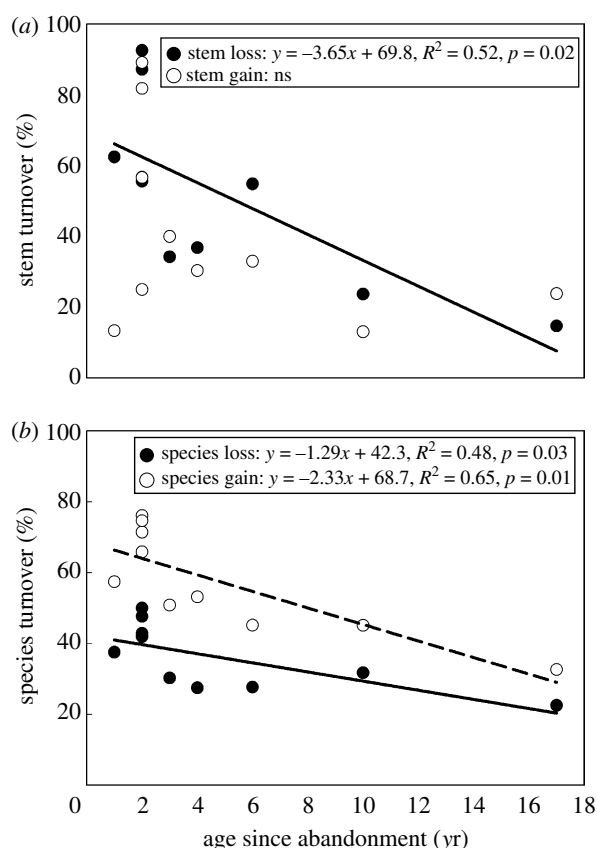 (a)
100
80
60
40
20
0
stem turnover (%)
stem loss: y = –3.65x + 69.8, R² = 0.52, p = 0.02
stem gain: ns
(b)
100
80
60
40
20
species turnover (%)
species loss: y = –1.29x + 42.3, R² = 0.48, p = 0.03
species gain: y = –2.33x + 68.7, R² = 0.65, p = 0.01
0 2 4 6 8 10 12 14 16 18
age since abandonment (yr)